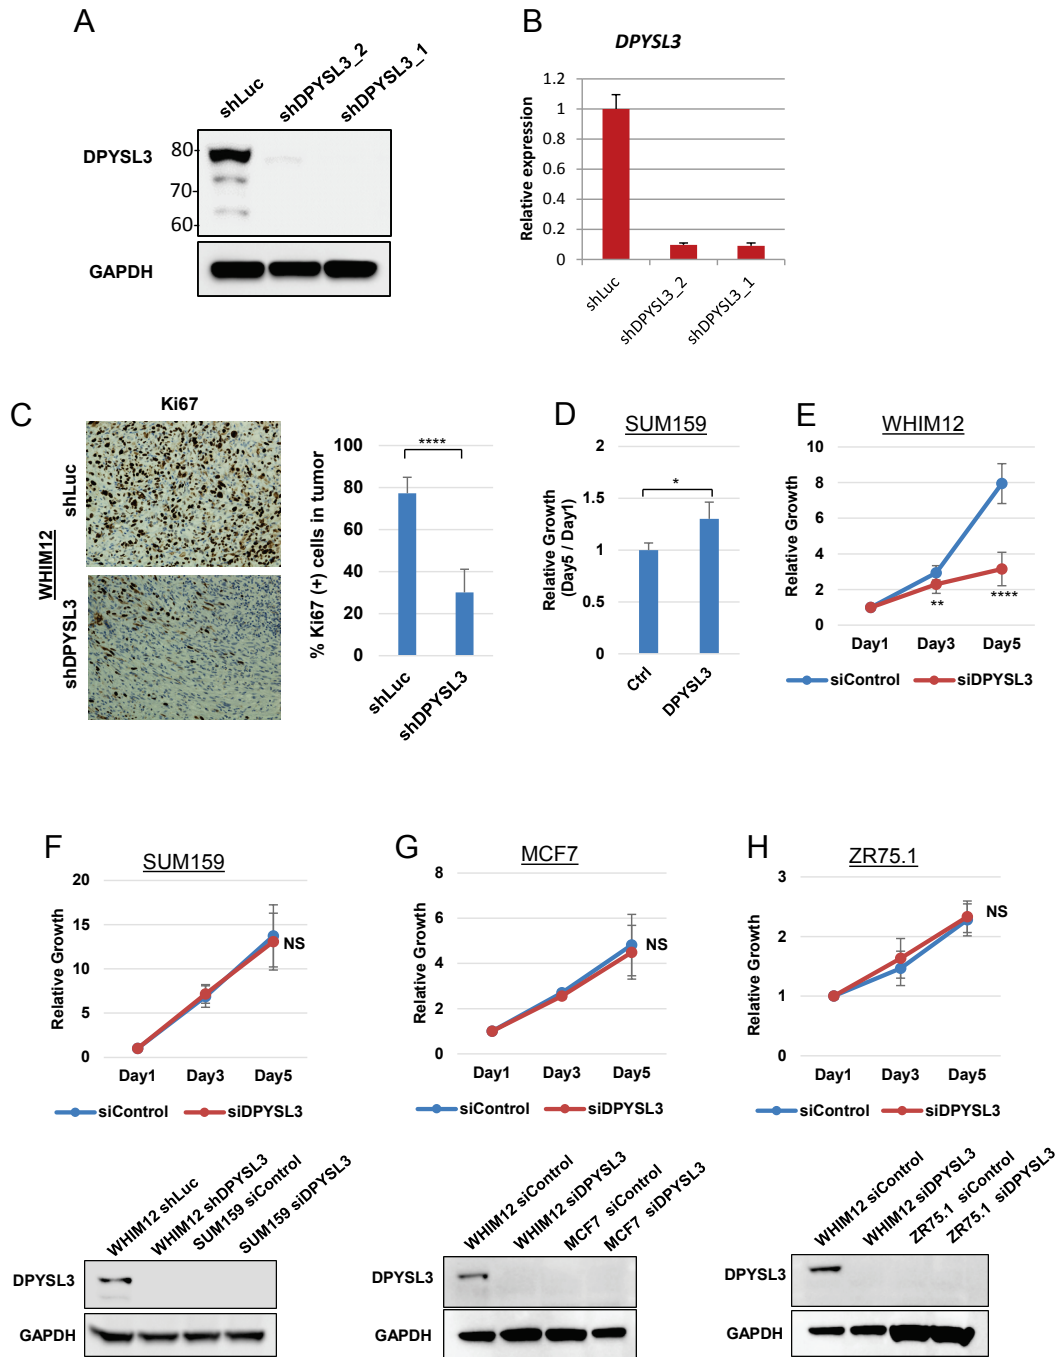 A
shLuc
shDPYSL3_2
shDPYSL3_1
DPYSL3
80
70
60
GAPDH
B
DPYSL3
Relative expression
1.2
1
0.8
0.6
0.4
0.2
0
shLuc
shDPYSL3_2
shDPYSL3_1
C
Ki67
WHIM12
shLuc
shDPYSL3
% Ki67 (+) cells in tumor
100
80
60
40
20
0
****
shLuc
shDPYSL3
D
SUM159
Relative Growth
(Day5 / Day1)
2
1.5
1
0.5
0
*
Ctrl
DPYSL3
E
WHIM12
Relative Growth
10
8
6
4
2
0
**
****
Day1 Day3 Day5
siControl siDPYSL3
F
SUM159
Relative Growth
20
15
10
5
0
NS
Day1 Day3 Day5
siControl siDPYSL3
WHIM12 shLuc
WHIM12 shDPYSL3
SUM159 siControl
SUM159 siDPYSL3
DPYSL3
GAPDH
G
MCF7
Relative Growth
8
6
4
2
0
NS
Day1 Day3 Day5
siControl siDPYSL3
WHIM12 siControl
WHIM12 siDPYSL3
MCF7 siControl
MCF7 siDPYSL3
DPYSL3
GAPDH
H
ZR75.1
Relative Growth
3
2
1
0
NS
Day1 Day3 Day5
siControl siDPYSL3
WHIM12 siControl
WHIM12 siDPYSL3
ZR75.1 siControl
ZR75.1 siDPYSL3
DPYSL3
GAPDH